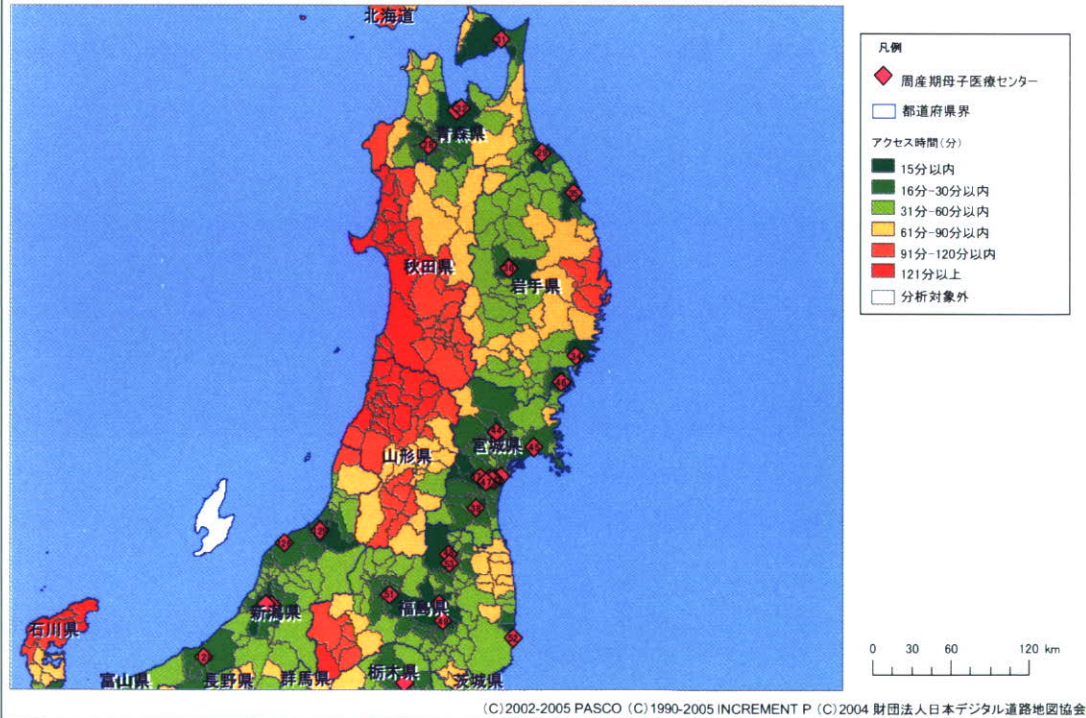 北海道
青森県
秋田県
岩手県
山形県
宮城県
新潟県
福島県
石川県
富山県
長野県
群馬県
栃木県
茨城県
凡例
周産期母子医療センター
都道府県界
アクセス時間(分)
15分以内
16分-30分以内
31分-60分以内
61分-90分以内
91分-120分以内
121分以上
分析対象外
0 30 60 120 km
(C)2002-2005 PASCO (C)1990-2005 INCREMENT P (C)2004 財団法人日本デジタル道路地図協会